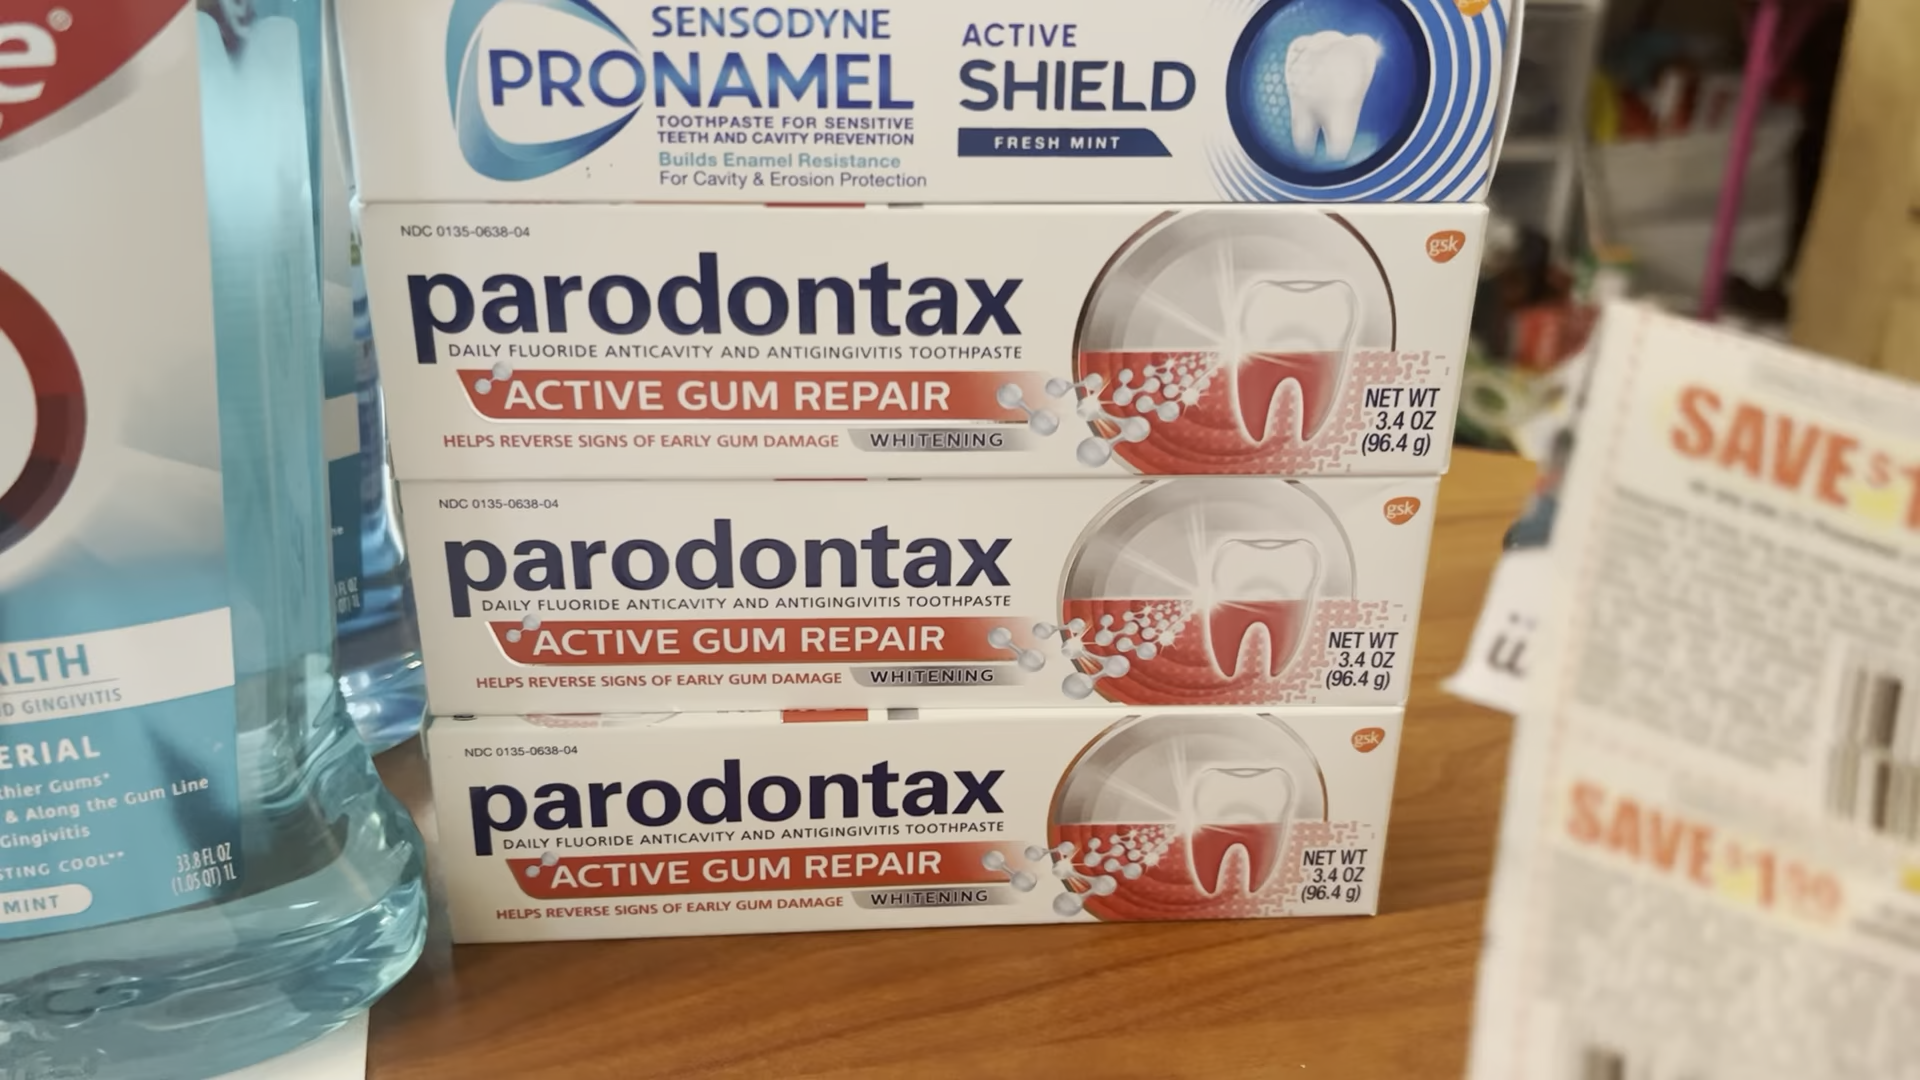 SENSODYNE
PRONAMEL
TOOTHPASTE FOR SENSITIVE
TEETH AND CAVITY PREVENTION
Builds Enamel Resistance
For Cavity & Erosion Protection
ACTIVE
SHIELD
FRESH MINT
NDC 0135-0638-04
gsk
parodontax
DAILY FLUORIDE ANTICAVITY AND ANTIGINGIVITIS TOOTHPASTE
ACTIVE GUM REPAIR
HELPS REVERSE SIGNS OF EARLY GUM DAMAGE WHITENING
NET WT
3.4 OZ
(96.4 g)
NDC 0135-0638-04
gsk
parodontax
DAILY FLUORIDE ANTICAVITY AND ANTIGINGIVITIS TOOTHPASTE
ACTIVE GUM REPAIR
HELPS REVERSE SIGNS OF EARLY GUM DAMAGE WHITENING
NET WT
3.4 OZ
(96.4 g)
NDC 0135-0638-04
gsk
parodontax
DAILY FLUORIDE ANTICAVITY AND ANTIGINGIVITIS TOOTHPASTE
ACTIVE GUM REPAIR
HELPS REVERSE SIGNS OF EARLY GUM DAMAGE WHITENING
NET WT
3.4 OZ
(96.4 g)
e®
ALTH
D GINGIVITIS
ERIAL
thier Gums*
& Along the Gum Line
Gingivitis
STING COOL**
MINT
33.8 FL OZ
(1.05 QT) 1L
SAVE $1
SAVE $1